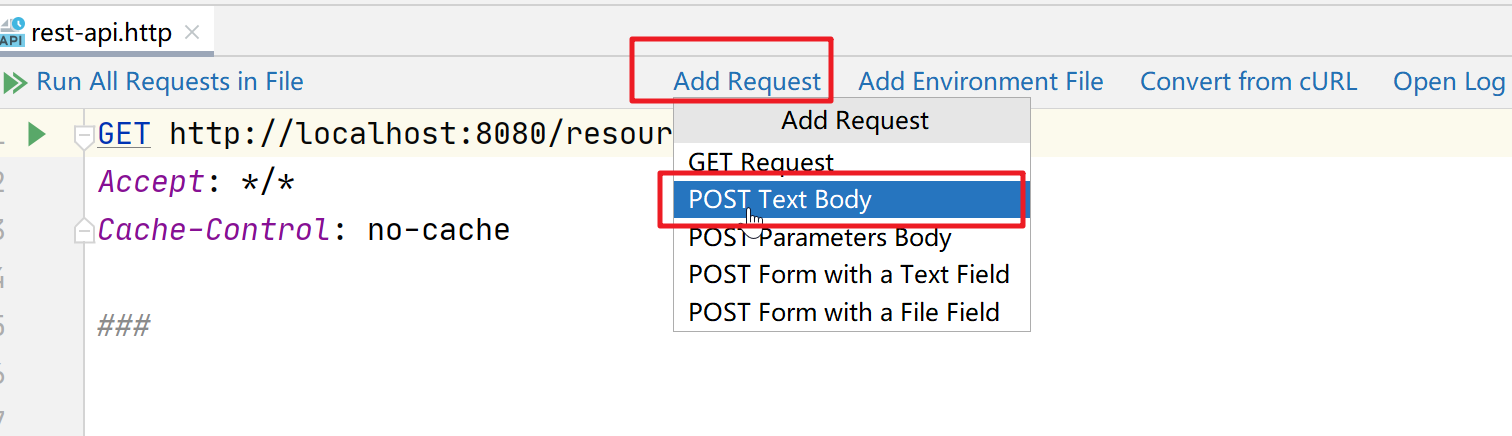 rest-api.http
API
Run All Requests in File
Add Request
Add Environment File
Convert from cURL
Open Log
Add Request
GET Request
POST Text Body
POST Parameters Body
POST Form with a Text Field
POST Form with a File Field
GET http://localhost:8080/resour
2 Accept: */*
3 Cache-Control: no-cache
4
5 ###
6
7